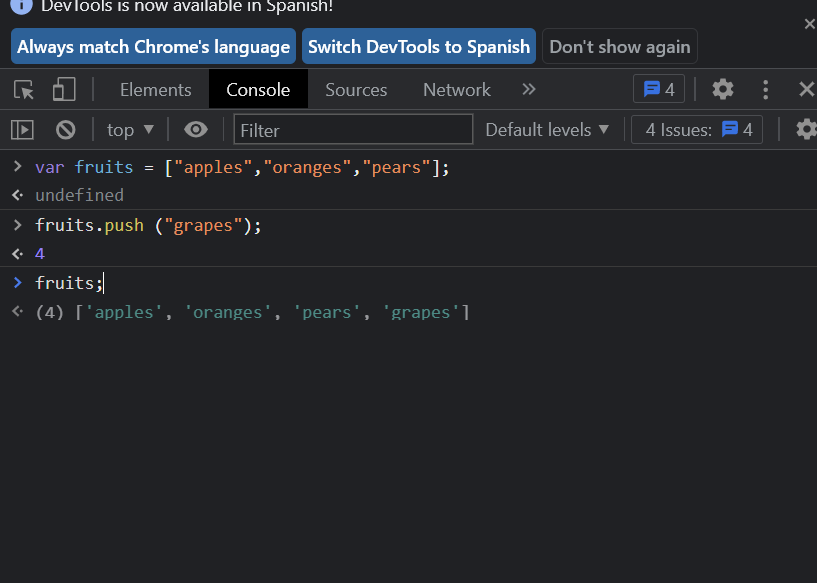 DevTools is now available in Spanish!
Always match Chrome's language Switch DevTools to Spanish Don't show again
Elements Console Sources Network 4
top Filter Default levels 4 Issues: 4
var fruits = ["apples","oranges","pears"];
undefined
fruits.push ("grapes");
4
fruits;
(4) ['apples', 'oranges', 'pears', 'grapes']